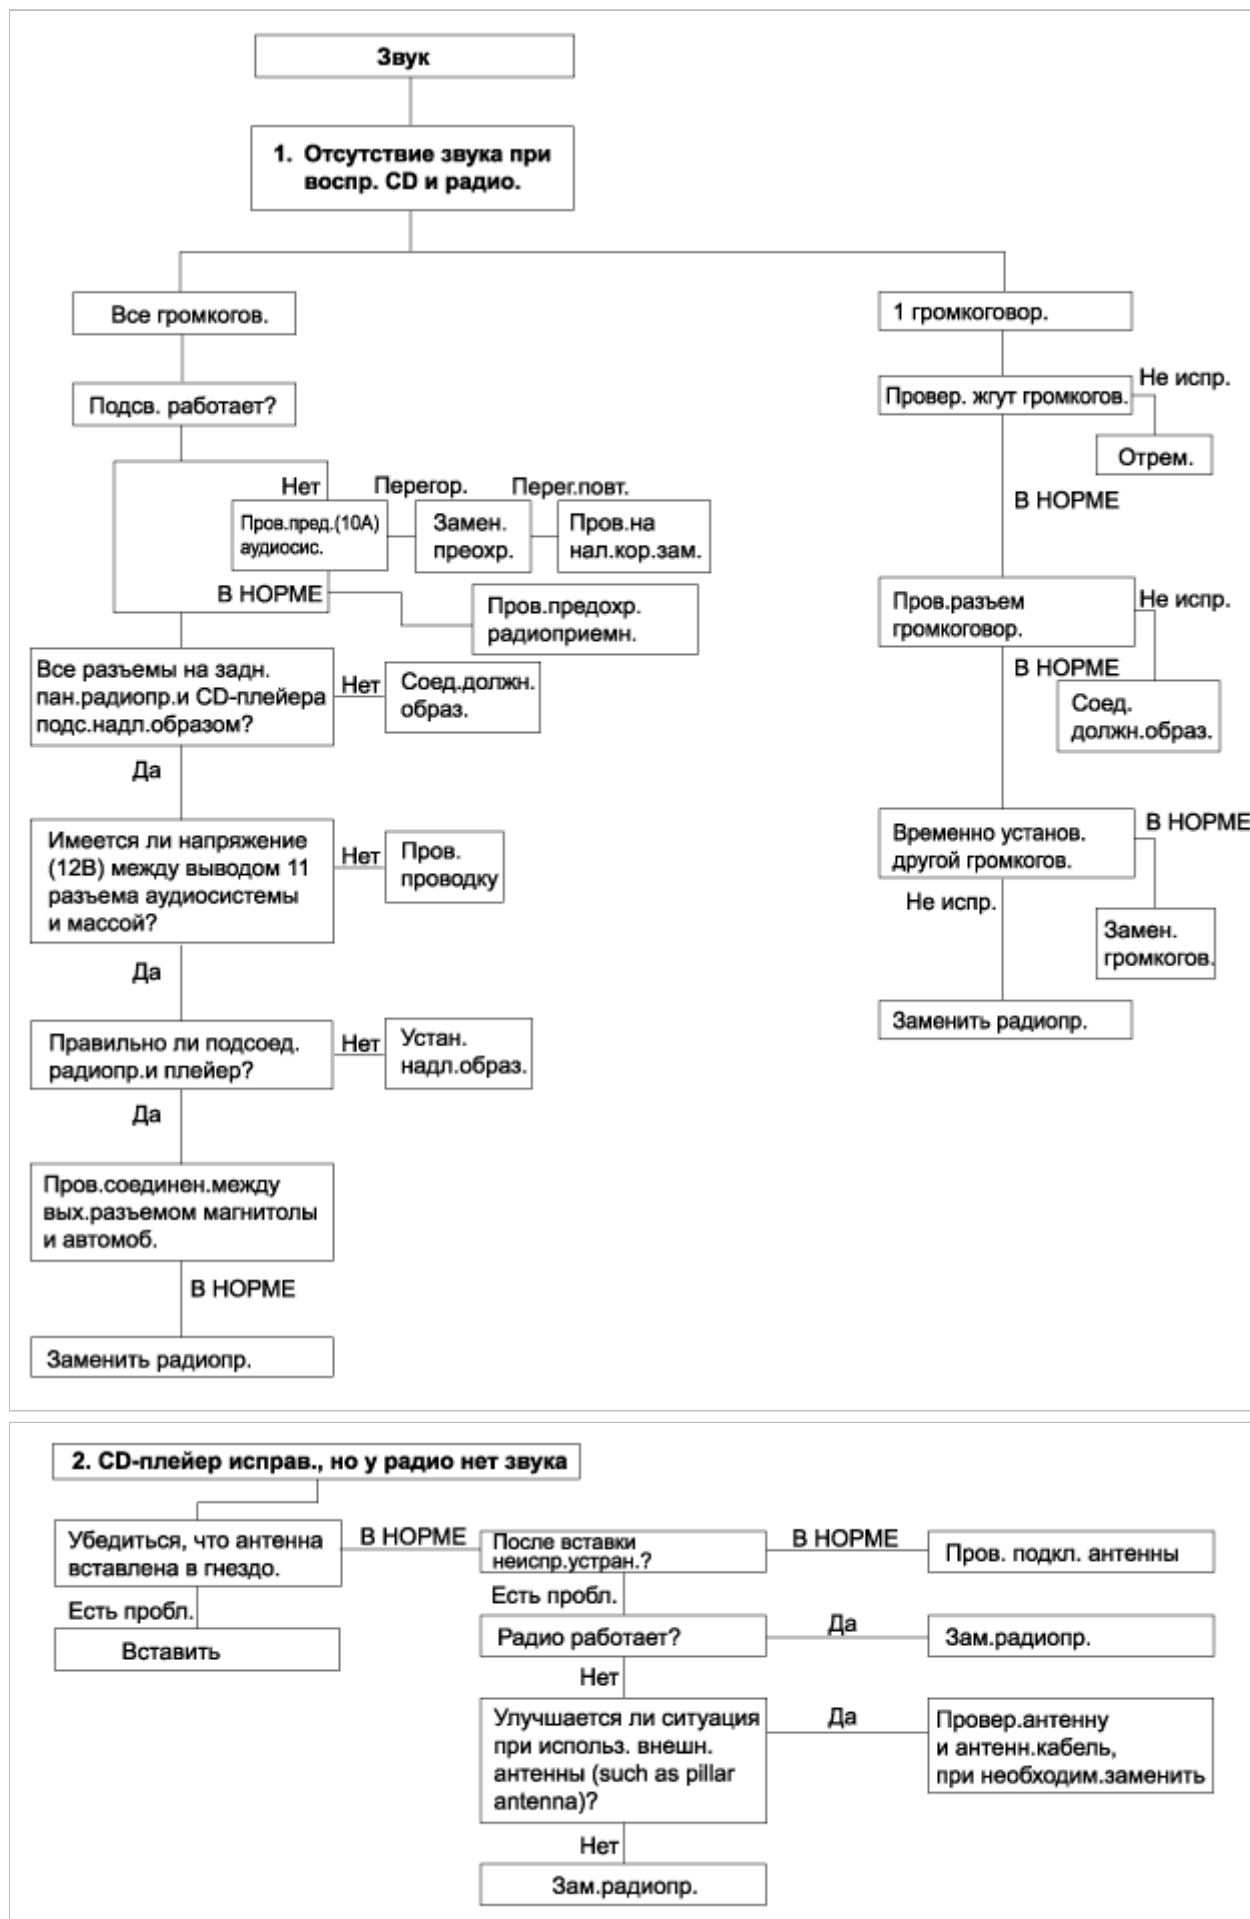 Звук
1. Отсутствие звука при
воспр. CD и радио.
Все громкогов.
Подсв. работает?
Нет
Перегор.
Перег.повт.
Пров.пред.(10А)
аудиосис.
Замен.
преохр.
Пров.на
нал.кор.зам.
В НОРМЕ
Пров.предохр.
радиоприемн.
Все разъемы на задн.
пан.радиопр.и CD-плейера
подс.надл.образом?
Нет
Соед.должн.
образ.
Да
Имеется ли напряжение
(12В) между выводом 11
разъема аудиосистемы
и массой?
Нет
Пров.
проводку
Да
Правильно ли подсоед.
радиопр.и плейер?
Нет
Устан.
надл.образ.
Да
Пров.соединен.между
вых.разъемом магнитолы
и автомоб.
В НОРМЕ
Заменить радиопр.
1 громкоговор.
Провер. жгут громкогов.
Не испр.
Отрем.
В НОРМЕ
Пров.разъем
громкоговор.
Не испр.
В НОРМЕ
Соед.
должн.образ.
Временно установ.
другой громкогов.
В НОРМЕ
Не испр.
Замен.
громкогов.
Заменить радиопр.
2. CD-плейер исправ., но у радио нет звука
Убедиться, что антенна
вставлена в гнездо.
В НОРМЕ
После вставки
неиспр.устран.?
В НОРМЕ
Пров. подкл. антенны
Есть пробл.
Вставить
Есть пробл.
Радио работает?
Да
Зам.радиопр.
Нет
Улучшается ли ситуация
при использ. внешн.
антенны (such as pillar
antenna)?
Да
Провер.антенну
и антенн.кабель,
при необходим.заменить
Нет
Зам.радиопр.